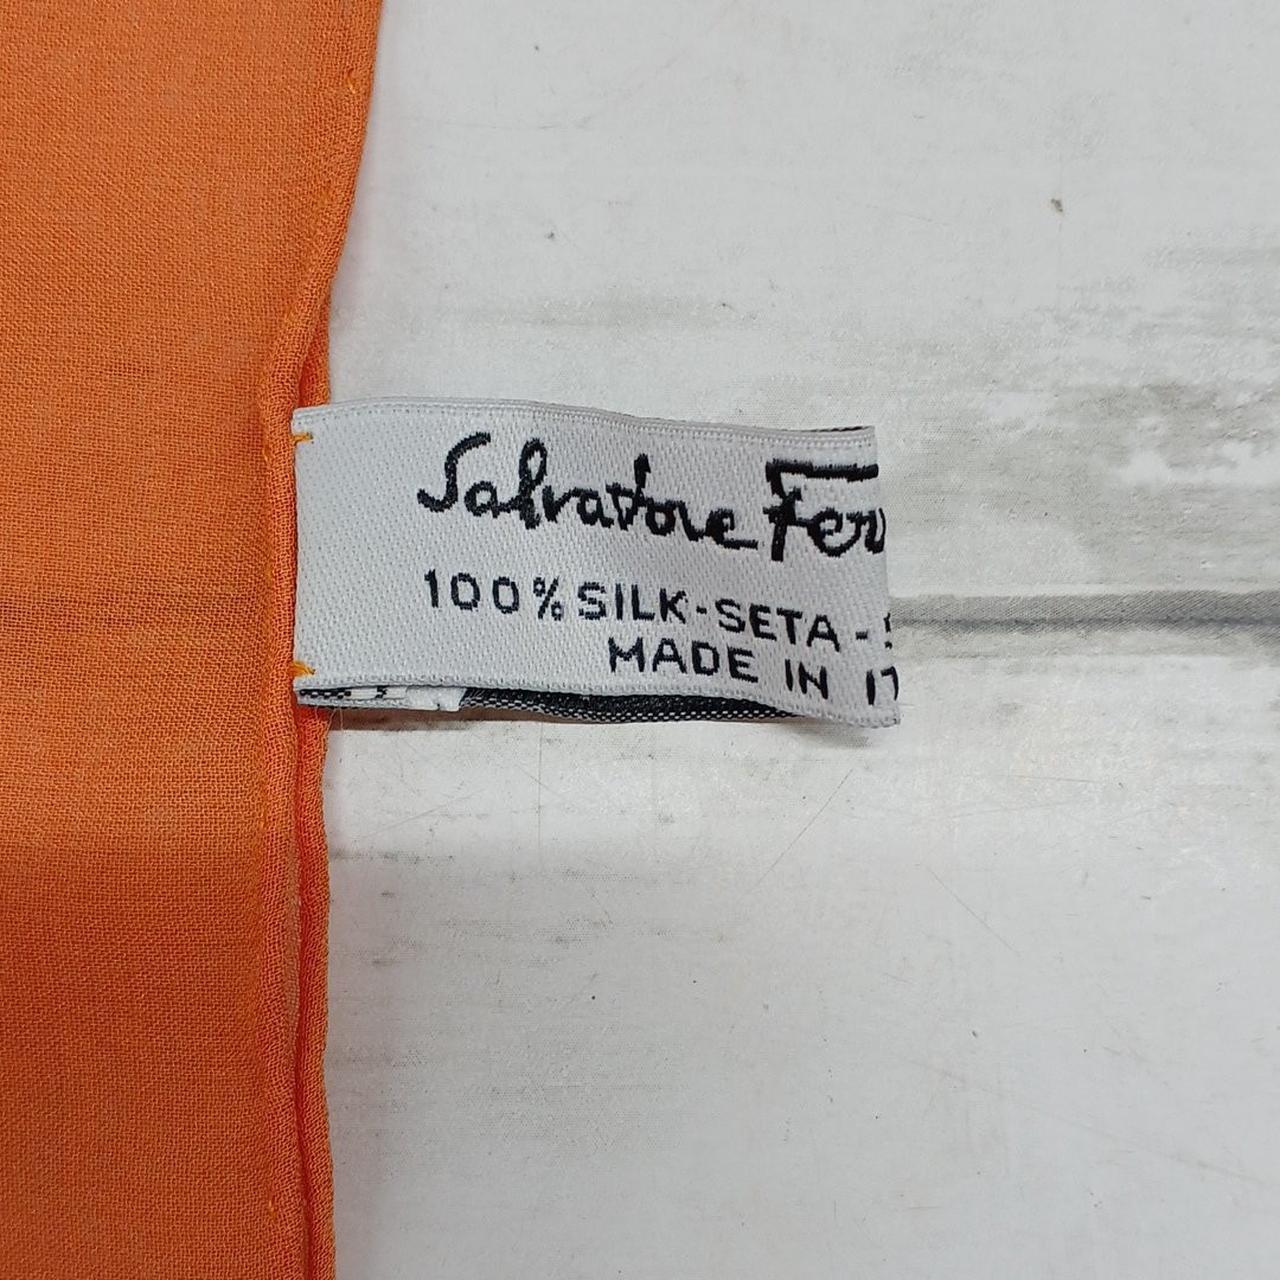 Salvatore Fer
100% SILK-SETA-
MADE IN IT